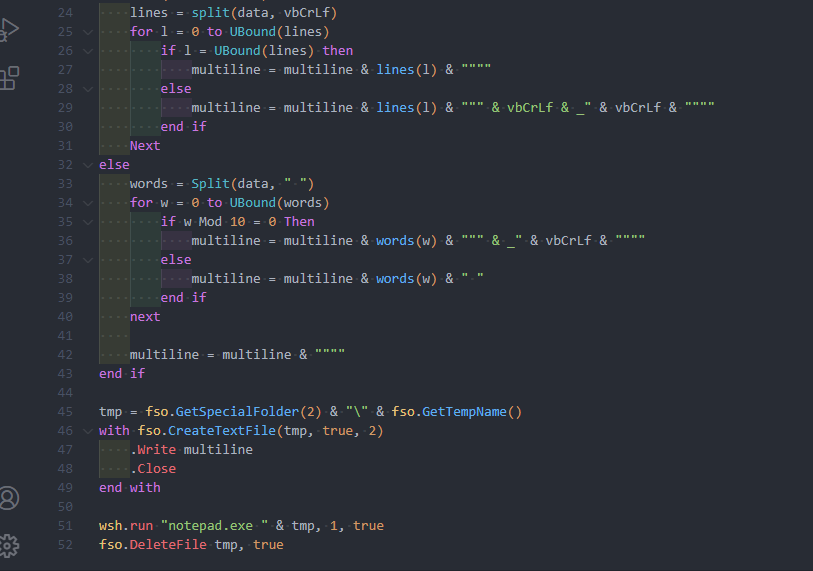 24 lines = split(data, vbCrLf)
25 for l = 0 to UBound(lines)
26 if l = UBound(lines) then
27 multiline = multiline & lines(l) & """"
28 else
29 multiline = multiline & lines(l) & """ & vbCrLf & _" & vbCrLf & """"
30 end if
31 Next
32 else
33 words = Split(data, " ")
34 for w = 0 to UBound(words)
35 if w Mod 10 = 0 Then
36 multiline = multiline & words(w) & """ & _" & vbCrLf & """"
37 else
38 multiline = multiline & words(w) & " "
39 end if
40 next
41
42 multiline = multiline & """"
43 end if
44
45 tmp = fso.GetSpecialFolder(2) & "\" & fso.GetTempName()
46 with fso.CreateTextFile(tmp, true, 2)
47 .Write multiline
48 .Close
49 end with
50
51 wsh.run "notepad.exe " & tmp, 1, true
52 fso.DeleteFile tmp, true